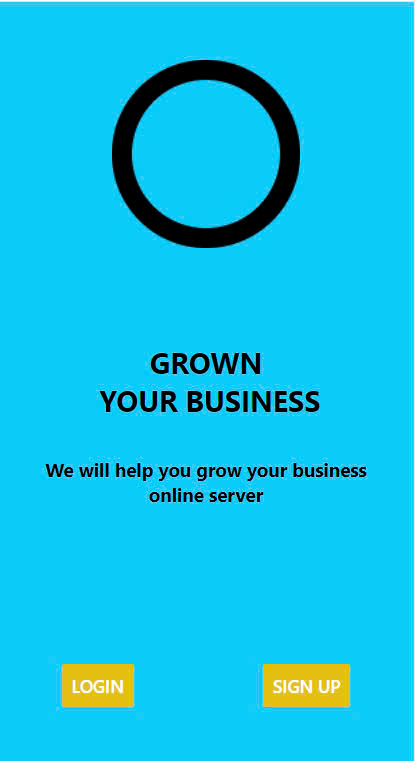 GROWN
YOUR BUSINESS
We will help you grow your business
online server
LOGIN
SIGN UP